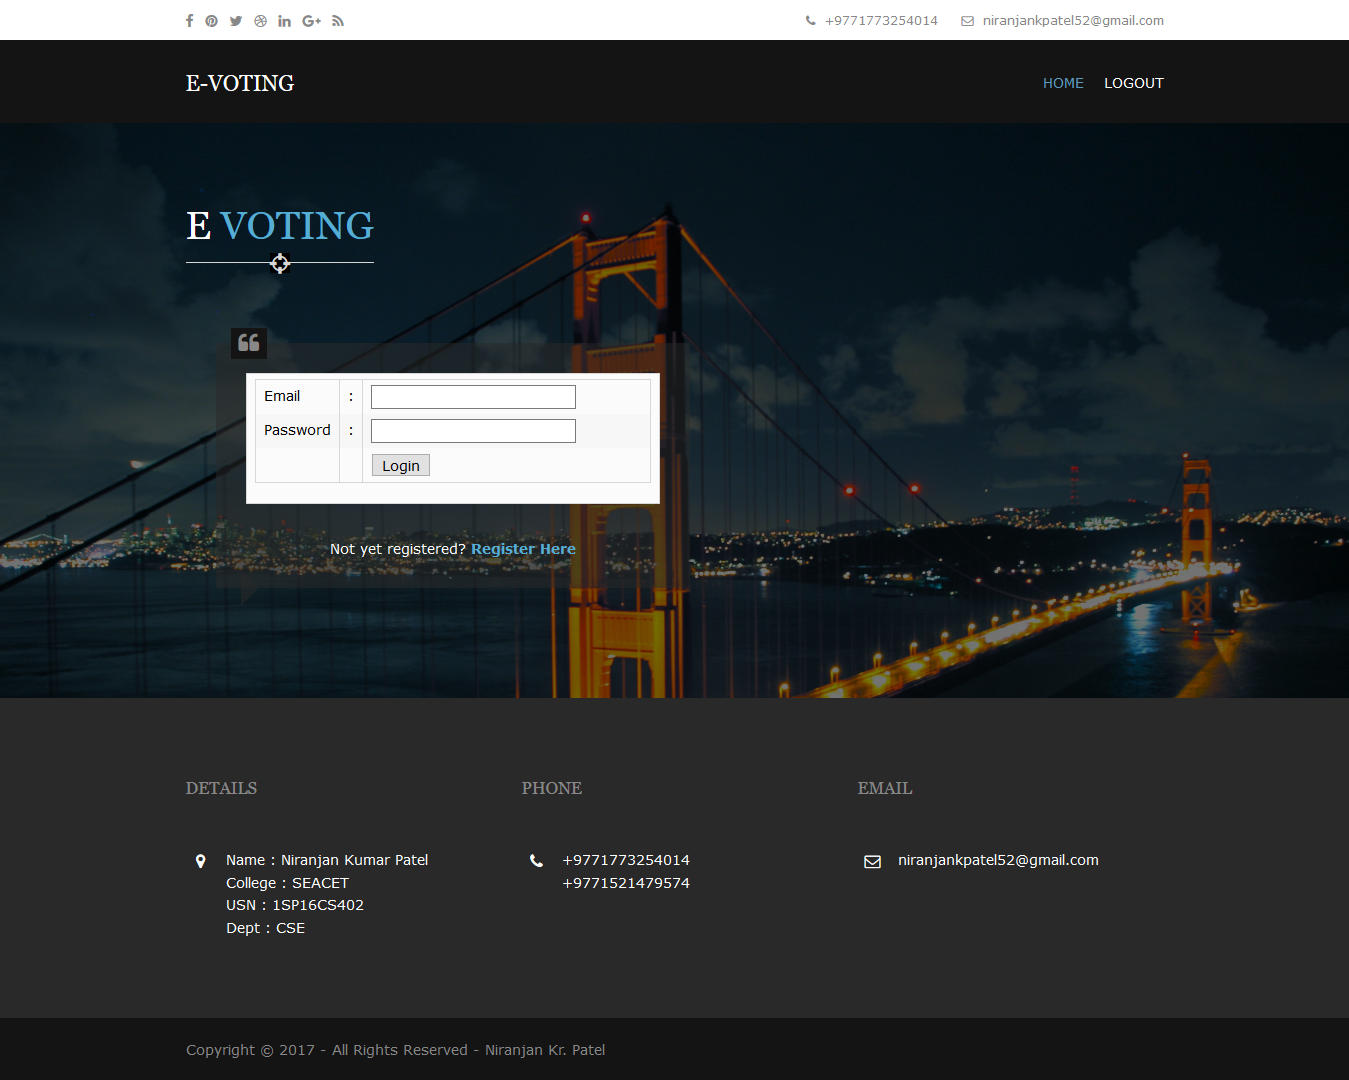 +9771773254014 niranjankpatel52@gmail.com
E-VOTING
HOME LOGOUT
E VOTING
Email :
Password :
Login
Not yet registered? Register Here
DETAILS
Name : Niranjan Kumar Patel
College : SEACET
USN : 1SP16CS402
Dept : CSE
PHONE
+9771773254014
+9771521479574
EMAIL
niranjankpatel52@gmail.com
Copyright © 2017 - All Rights Reserved - Niranjan Kr. Patel